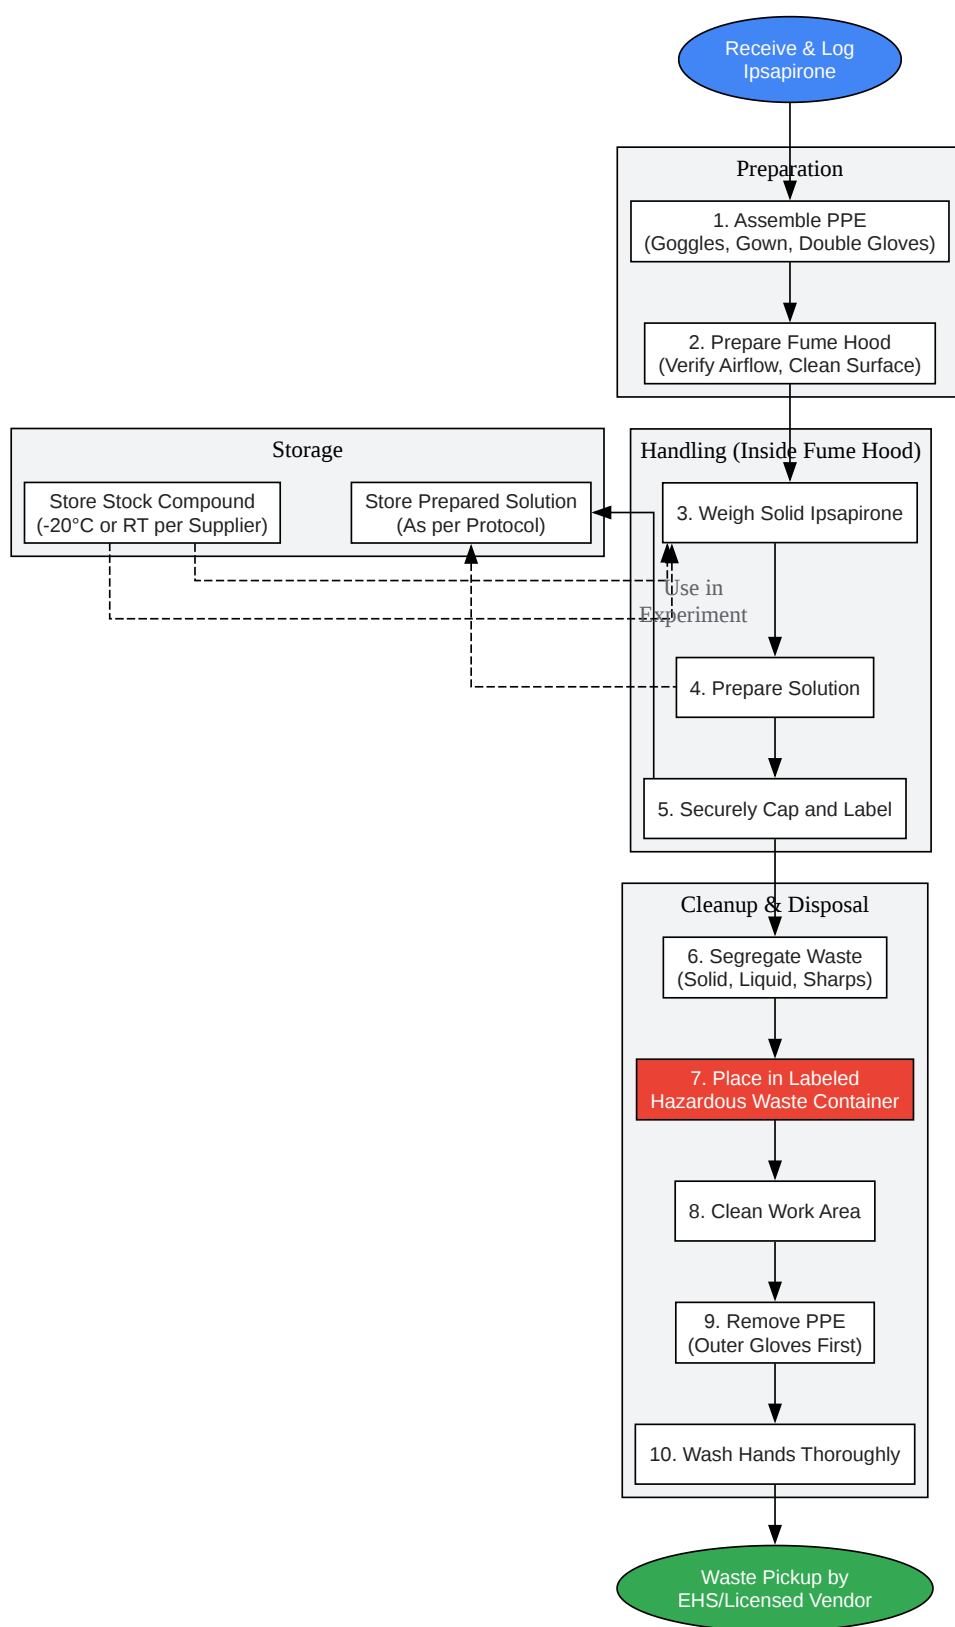 Receive & Log
Ipsapirone
Preparation
1. Assemble PPE
(Goggles, Gown, Double Gloves)
2. Prepare Fume Hood
(Verify Airflow, Clean Surface)
Storage
Store Stock Compound
(-20°C or RT per Supplier)
Store Prepared Solution
(As per Protocol)
Handling (Inside Fume Hood)
3. Weigh Solid Ipsapirone
Use in
Experiment
4. Prepare Solution
5. Securely Cap and Label
Cleanup & Disposal
6. Segregate Waste
(Solid, Liquid, Sharps)
7. Place in Labeled
Hazardous Waste Container
8. Clean Work Area
9. Remove PPE
(Outer Gloves First)
10. Wash Hands Thoroughly
Waste Pickup by
EHS/Licensed Vendor